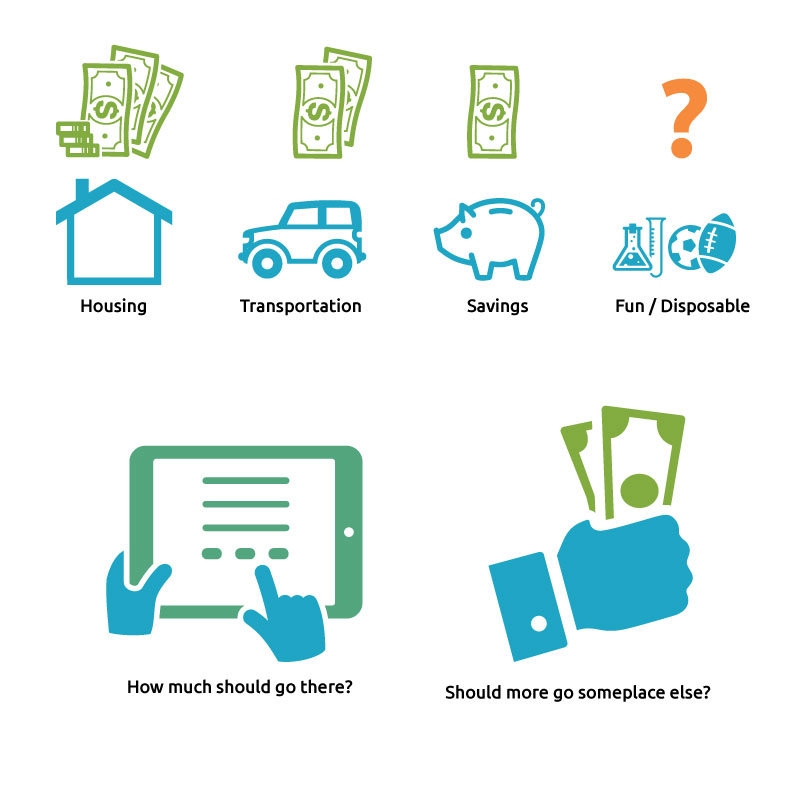 Housing
Transportation
Savings
Fun / Disposable
How much should go there?
Should more go someplace else?